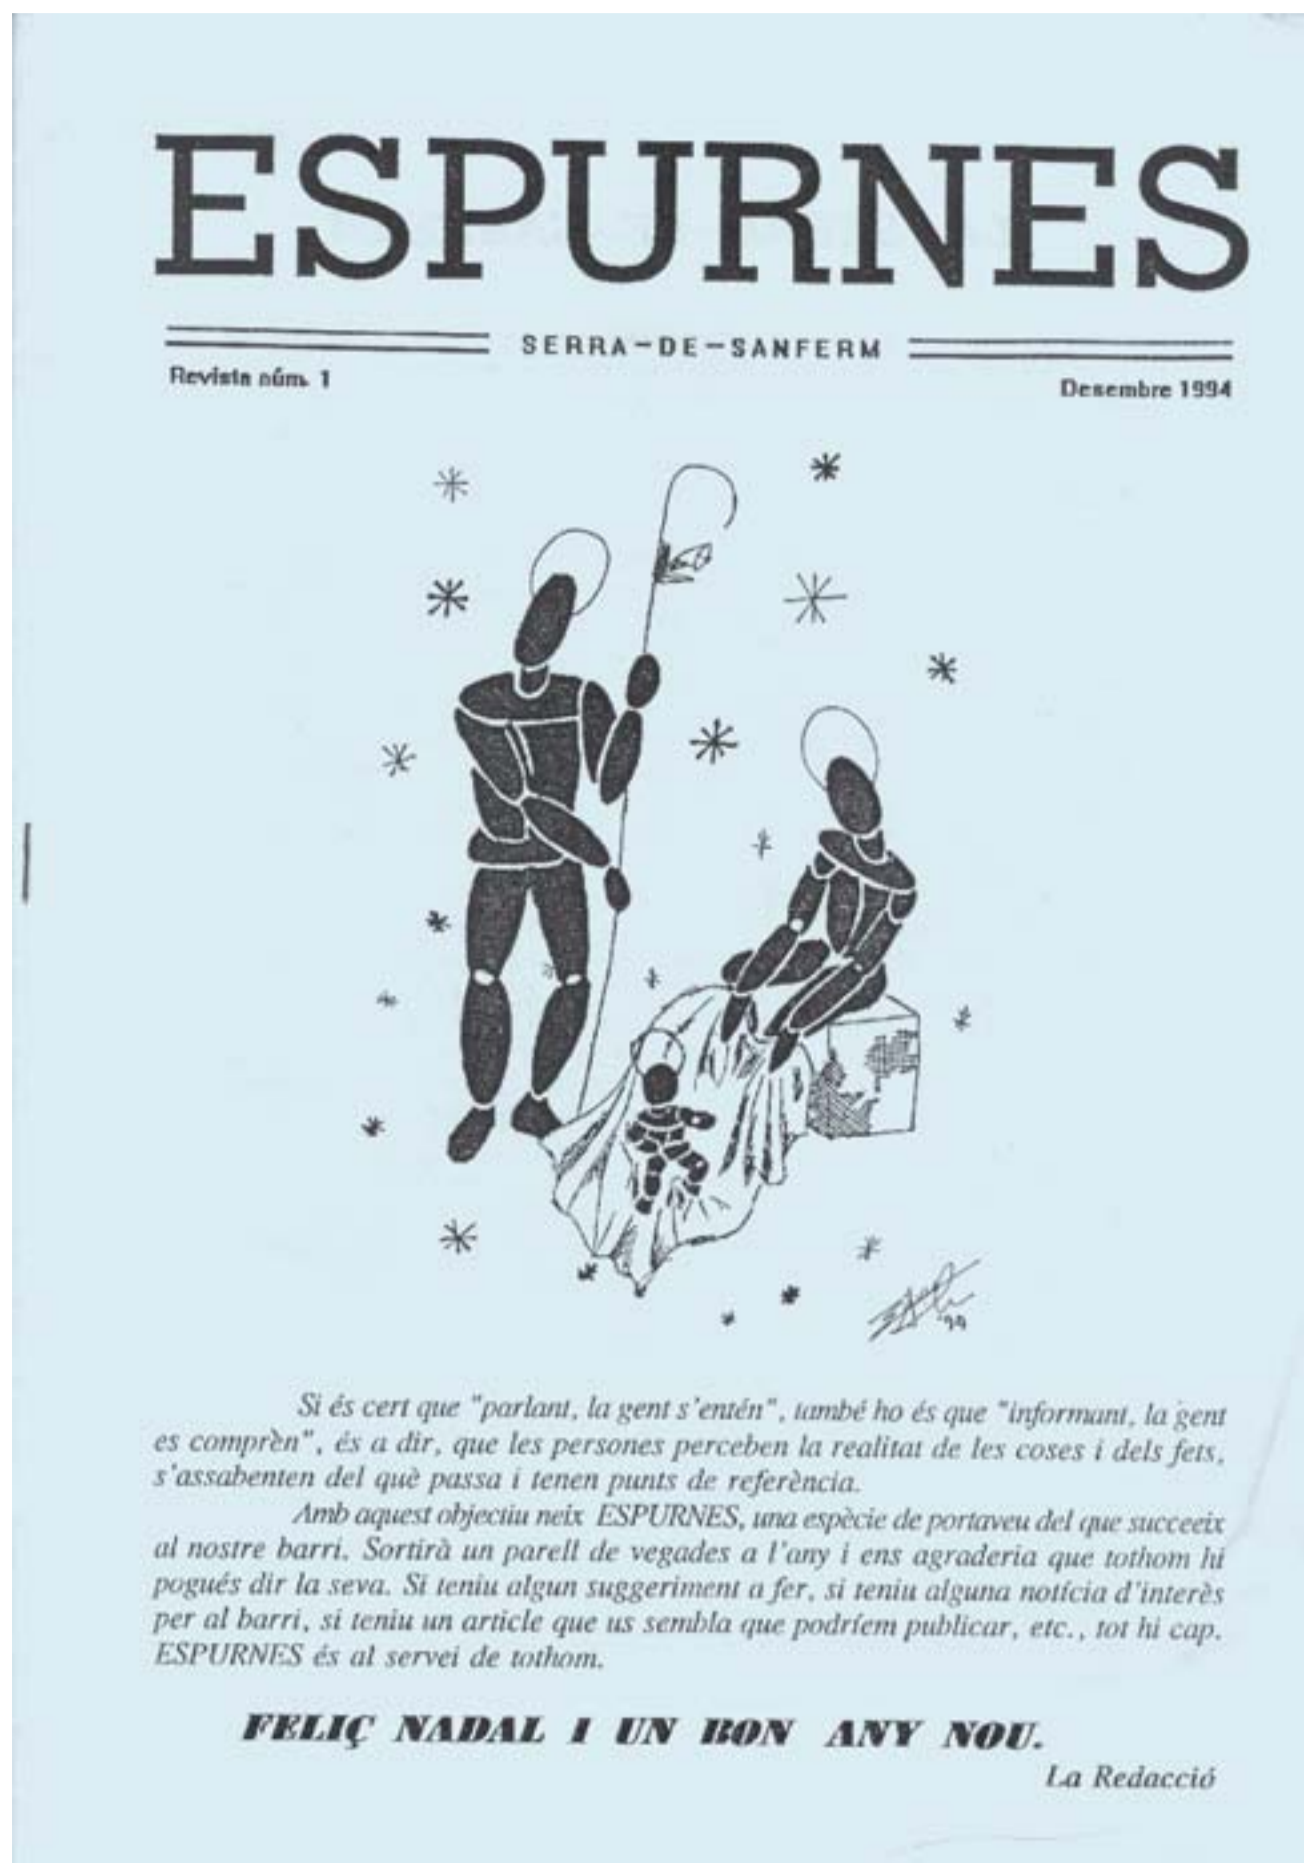 ESPURNES
SERRA-DE-SANFERM
Revista núm. 1
Desembre 1994
'94
Si és cert que "parlant, la gent s'entén", també ho és que "informant, la gent
es comprèn", és a dir, que les persones perceben la realitat de les coses i dels fets,
s'assabenten del què passa i tenen punts de referència.
Amb aquest objectiu neix ESPURNES, una espècie de portaveu del que succeeix
al nostre barri. Sortirà un parell de vegades a l'any i ens agraderia que tothom hi
pogués dir la seva. Si teniu algun suggeriment a fer, si teniu alguna notícia d'interès
per al barri, si teniu un article que us sembla que podríem publicar, etc., tot hi cap.
ESPURNES és al servei de tothom.
FELIÇ NADAL I UN BON ANY NOU.
La Redacció